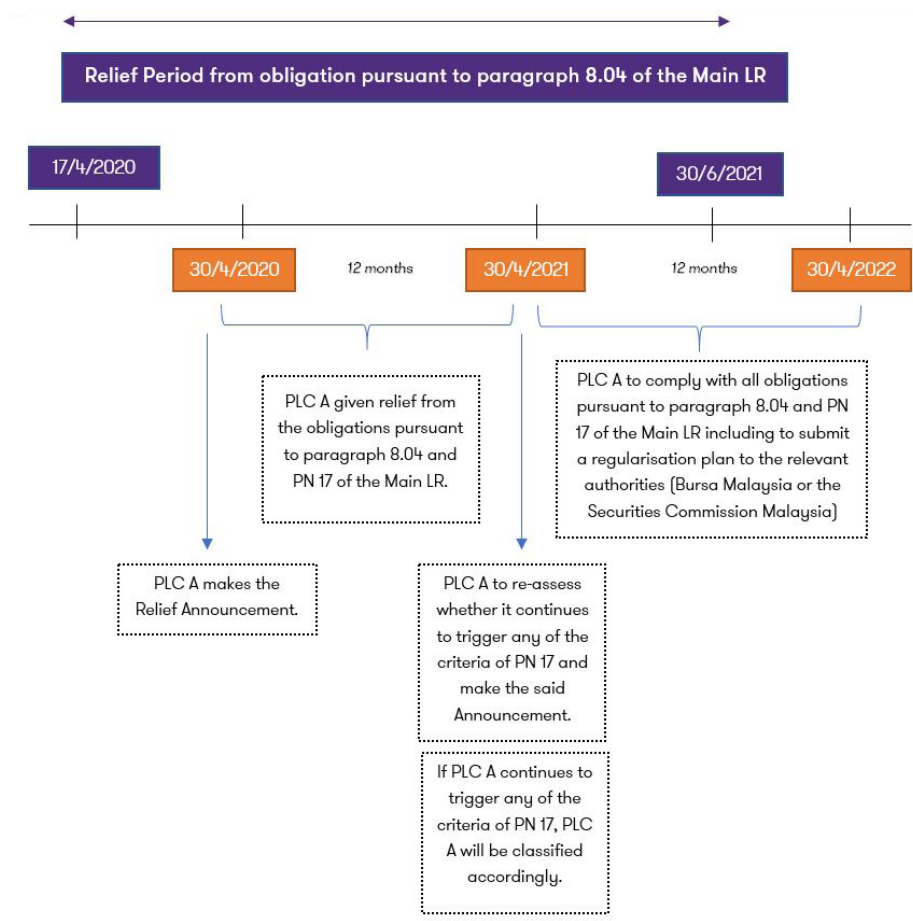 Relief Period from obligation pursuant to paragraph 8.04 of the Main LR
17/4/2020
30/6/2021
30/4/2020
12 months
30/4/2021
12 months
30/4/2022
PLC A given relief from
the obligations pursuant
to paragraph 8.04 and
PN 17 of the Main LR.
PLC A to comply with all obligations
pursuant to paragraph 8.04 and PN
17 of the Main LR including to submit
a regularisation plan to the relevant
authorities (Bursa Malaysia or the
Securities Commission Malaysia)
PLC A makes the
Relief Announcement.
PLC A to re-assess
whether it continues
to trigger any of the
criteria of PN 17 and
make the said
Announcement.
If PLC A continues to
trigger any of the
criteria of PN 17, PLC
A will be classified
accordingly.